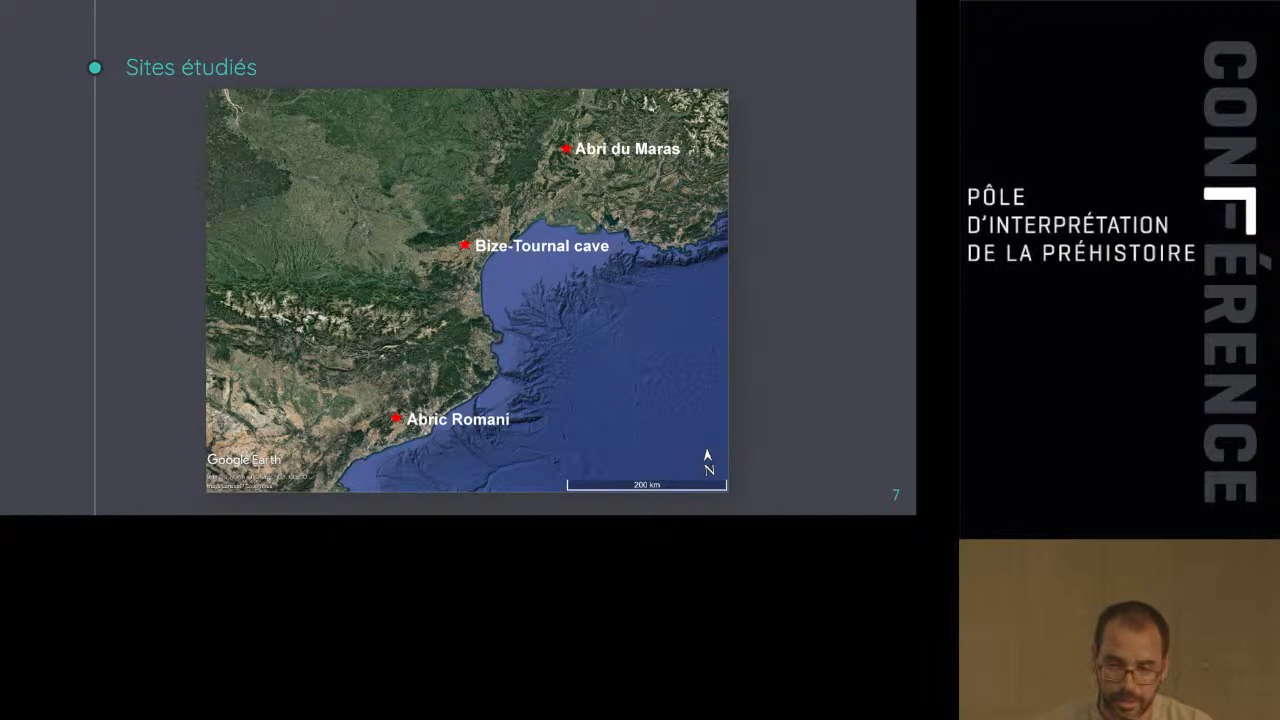 Sites étudiés
Abri du Maras
Bize-Tournal cave
Abric Romani
Google Earth
N
200 km
7
PÔLE
D'INTERPRÉTATION
DE LA PRÉHISTOIRE
CONFÉRENCE